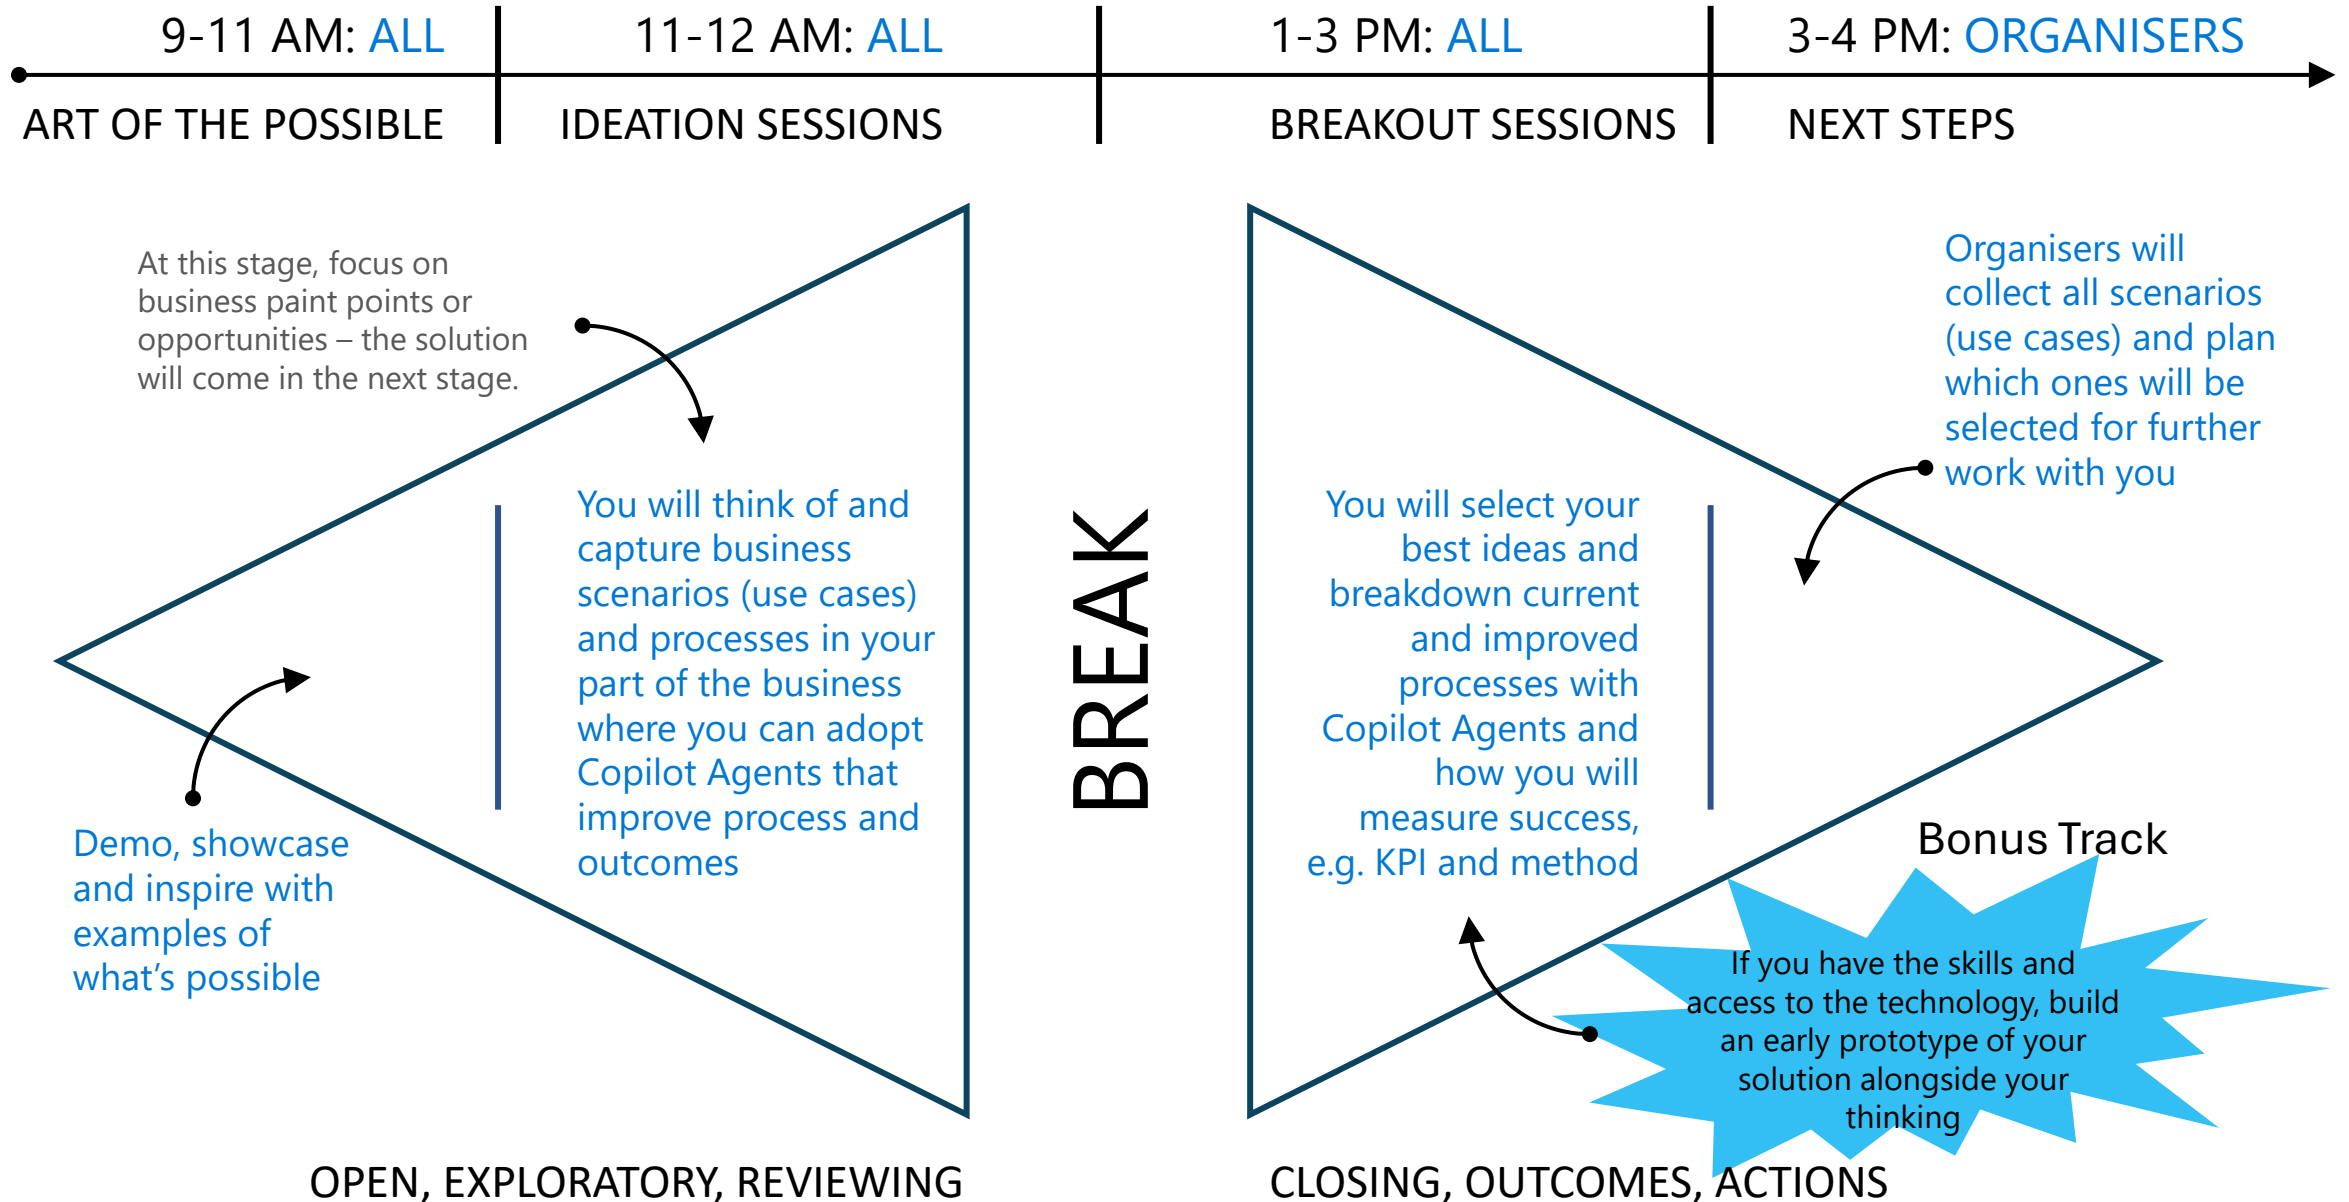 9-11 AM: ALL
11-12 AM: ALL
1-3 PM: ALL
3-4 PM: ORGANISERS
ART OF THE POSSIBLE
IDEATION SESSIONS
BREAKOUT SESSIONS
NEXT STEPS
At this stage, focus on
business paint points or
opportunities – the solution
will come in the next stage.
Demo, showcase
and inspire with
examples of
what’s possible
You will think of and
capture business
scenarios (use cases)
and processes in your
part of the business
where you can adopt
Copilot Agents that
improve process and
outcomes
BREAK
You will select your
best ideas and
breakdown current
and improved
processes with
Copilot Agents and
how you will
measure success,
e.g. KPI and method
Organisers will
collect all scenarios
(use cases) and plan
which ones will be
selected for further
work with you
Bonus Track
If you have the skills and
access to the technology, build
an early prototype of your
solution alongside your
thinking
OPEN, EXPLORATORY, REVIEWING
CLOSING, OUTCOMES, ACTIONS